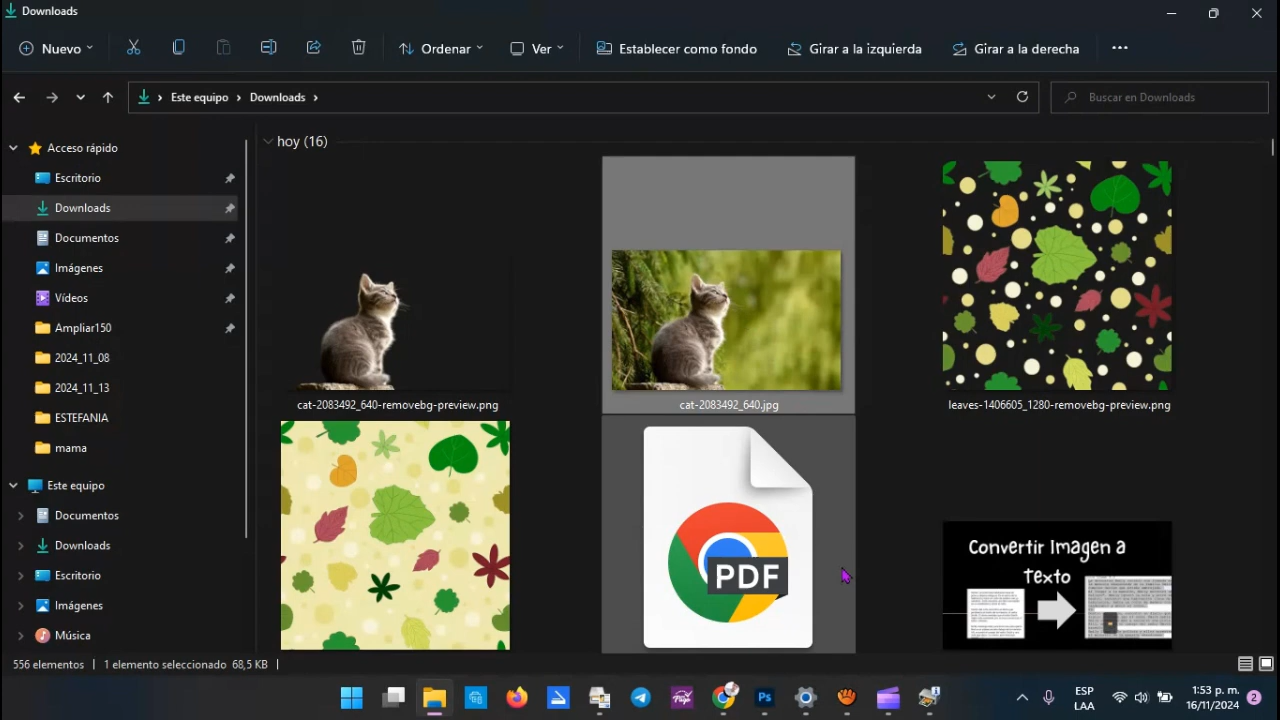 Downloads
Nuevo
Ordenar
Ver
Establecer como fondo
Girar a la izquierda
Girar a la derecha
Este equipo
Downloads
Buscar en Downloads
Acceso rápido
Escritorio
Downloads
Documentos
Imágenes
Vídeos
Ampliar150
2024_11_08
2024_11_13
ESTEFANIA
mama
Este equipo
Documentos
Downloads
Escritorio
Imágenes
Música
hoy (16)
cat-2083492_640-removebg-preview.png
cat-2083492_640.jpg
leaves-1406605_1280-removebg-preview.png
PDF
Convertir Imagen a
Texto
556 elementos
1 elemento seleccionado 68,5 KB
Ps
ESP
LAA
1:53 p. m.
16/11/2024
2